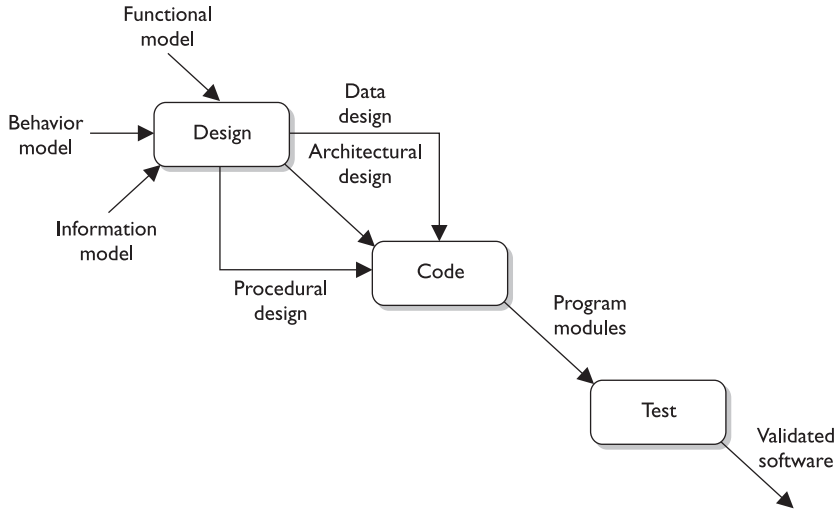 Functional
model
Behavior
model
Design
Data
design
Architectural
design
Information
model
Code
Procedural
design
Program
modules
Test
Validated
software